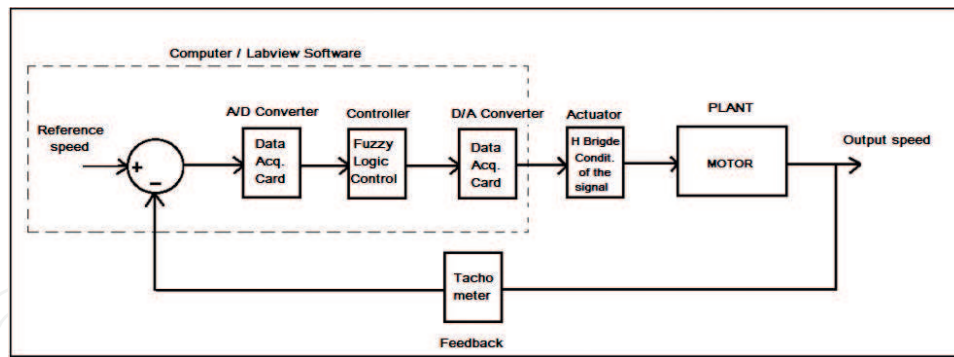 Computer / Labview Software
Reference
speed
+
−
A/D Converter
Data
Acq.
Card
Controller
Fuzzy
Logic
Control
D/A Converter
Data
Acq.
Card
Actuator
H Brigde
Condit.
of the
signal
PLANT
MOTOR
Output speed
Tacho
meter
Feedback